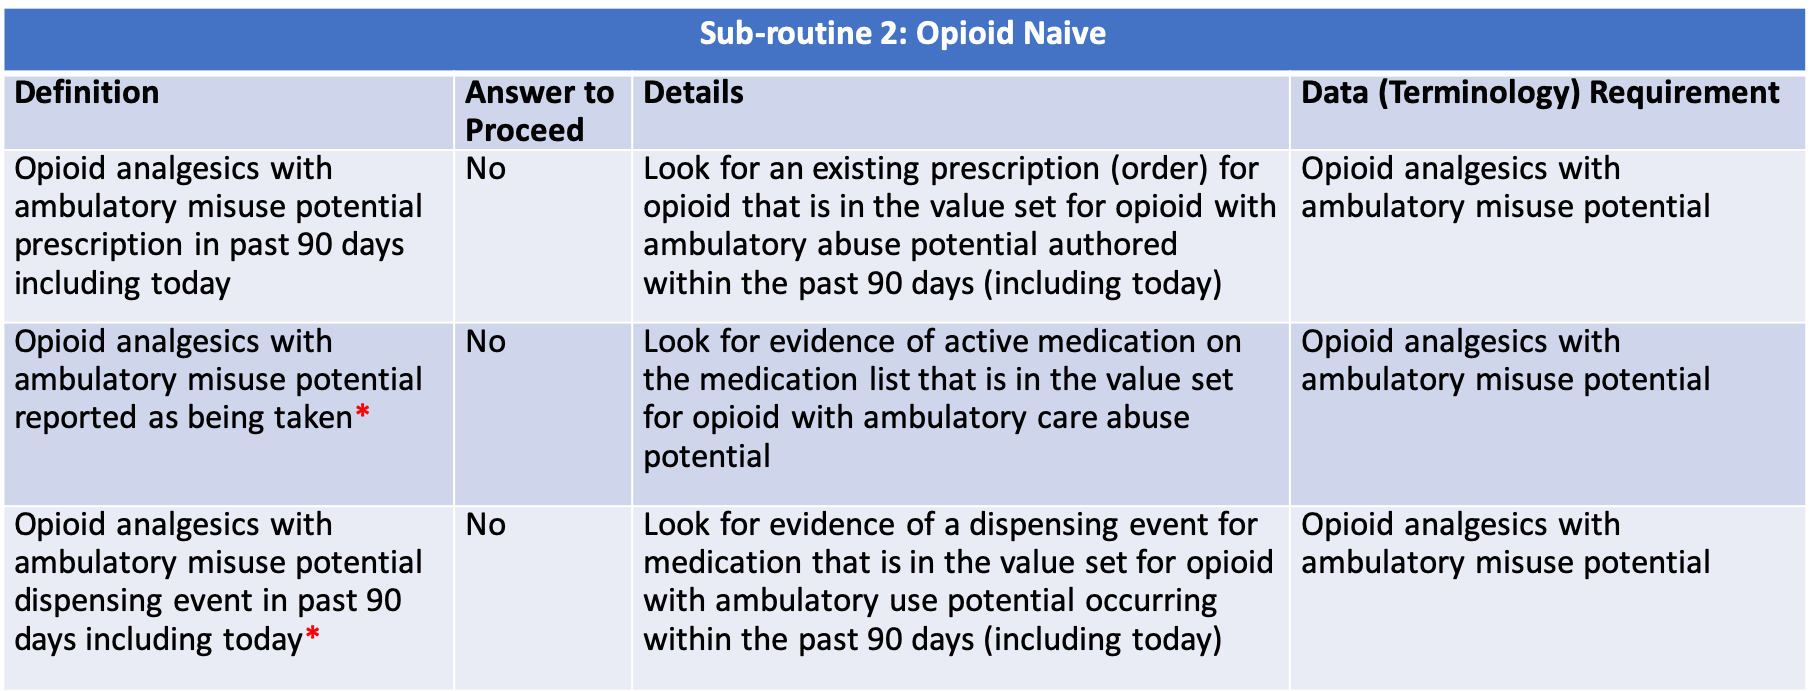 Sub-routine 2: Opioid Naive
Definition
Answer to
Proceed
Details
Data (Terminology) Requirement
Opioid analgesics with
ambulatory misuse potential
prescription in past 90 days
including today
No
Look for an existing prescription (order) for
opioid that is in the value set for opioid with
ambulatory abuse potential authored
within the past 90 days (including today)
Opioid analgesics with
ambulatory misuse potential
Opioid analgesics with
ambulatory misuse potential
reported as being taken*
No
Look for evidence of active medication on
the medication list that is in the value set
for opioid with ambulatory care abuse
potential
Opioid analgesics with
ambulatory misuse potential
Opioid analgesics with
ambulatory misuse potential
dispensing event in past 90
days including today*
No
Look for evidence of a dispensing event for
medication that is in the value set for opioid
with ambulatory use potential occurring
within the past 90 days (including today)
Opioid analgesics with
ambulatory misuse potential